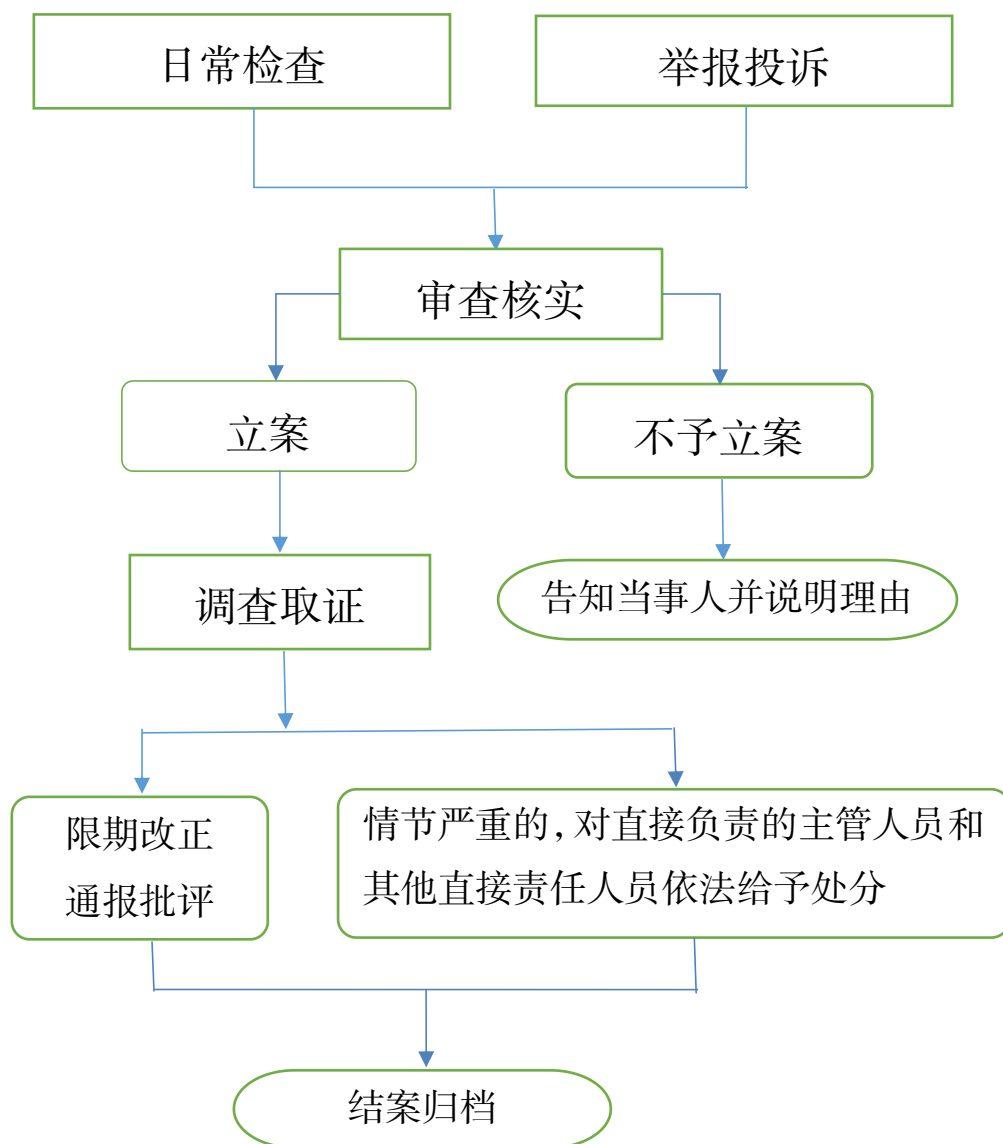 日常检查
举报投诉
审查核实
立案
不予立案
调查取证
告知当事人并说明理由
限期改正
通报批评
情节严重的,对直接负责的主管人员和
其他直接责任人员依法给予处分
结案归档